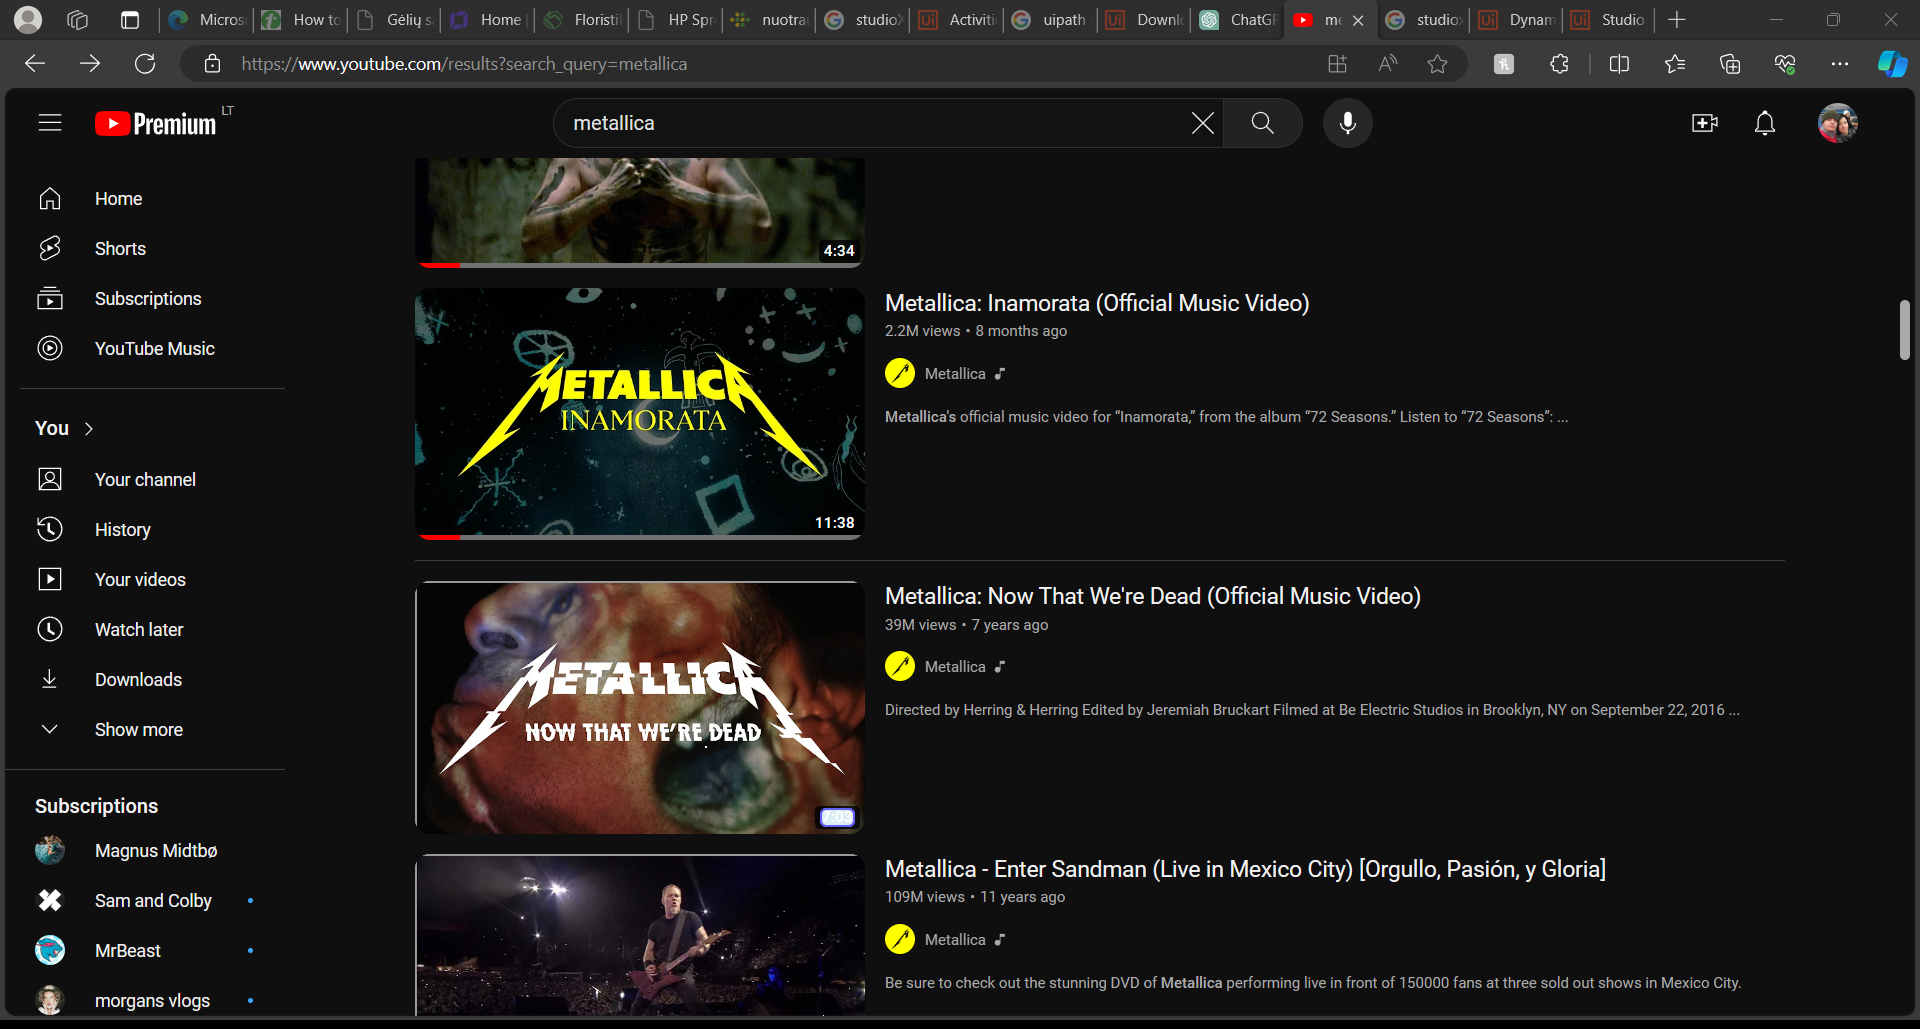 Micros
How to
Gėlių s
Home
Floristi
HP Spr
nuotra
studio
Activiti
uipath
Downlo
ChatGP
me
studio
Dynam
Studio
https://www.youtube.com/results?search_query=metallica
Premium LT
metallica
Home
Shorts
Subscriptions
YouTube Music
You
Your channel
History
Your videos
Watch later
Downloads
Show more
Subscriptions
Magnus Midtbø
Sam and Colby
MrBeast
morgans vlogs
4:34
METALLICA
INAMORATA
11:38
Metallica: Inamorata (Official Music Video)
2.2M views • 8 months ago
Metallica
Metallica's official music video for “Inamorata,” from the album “72 Seasons.” Listen to “72 Seasons”: ...
METALLICA
NOW THAT WE'RE DEAD
7:03
Metallica: Now That We're Dead (Official Music Video)
39M views • 7 years ago
Metallica
Directed by Herring & Herring Edited by Jeremiah Bruckart Filmed at Be Electric Studios in Brooklyn, NY on September 22, 2016 ...
Metallica - Enter Sandman (Live in Mexico City) [Orgullo, Pasión, y Gloria]
109M views • 11 years ago
Metallica
Be sure to check out the stunning DVD of Metallica performing live in front of 150000 fans at three sold out shows in Mexico City.